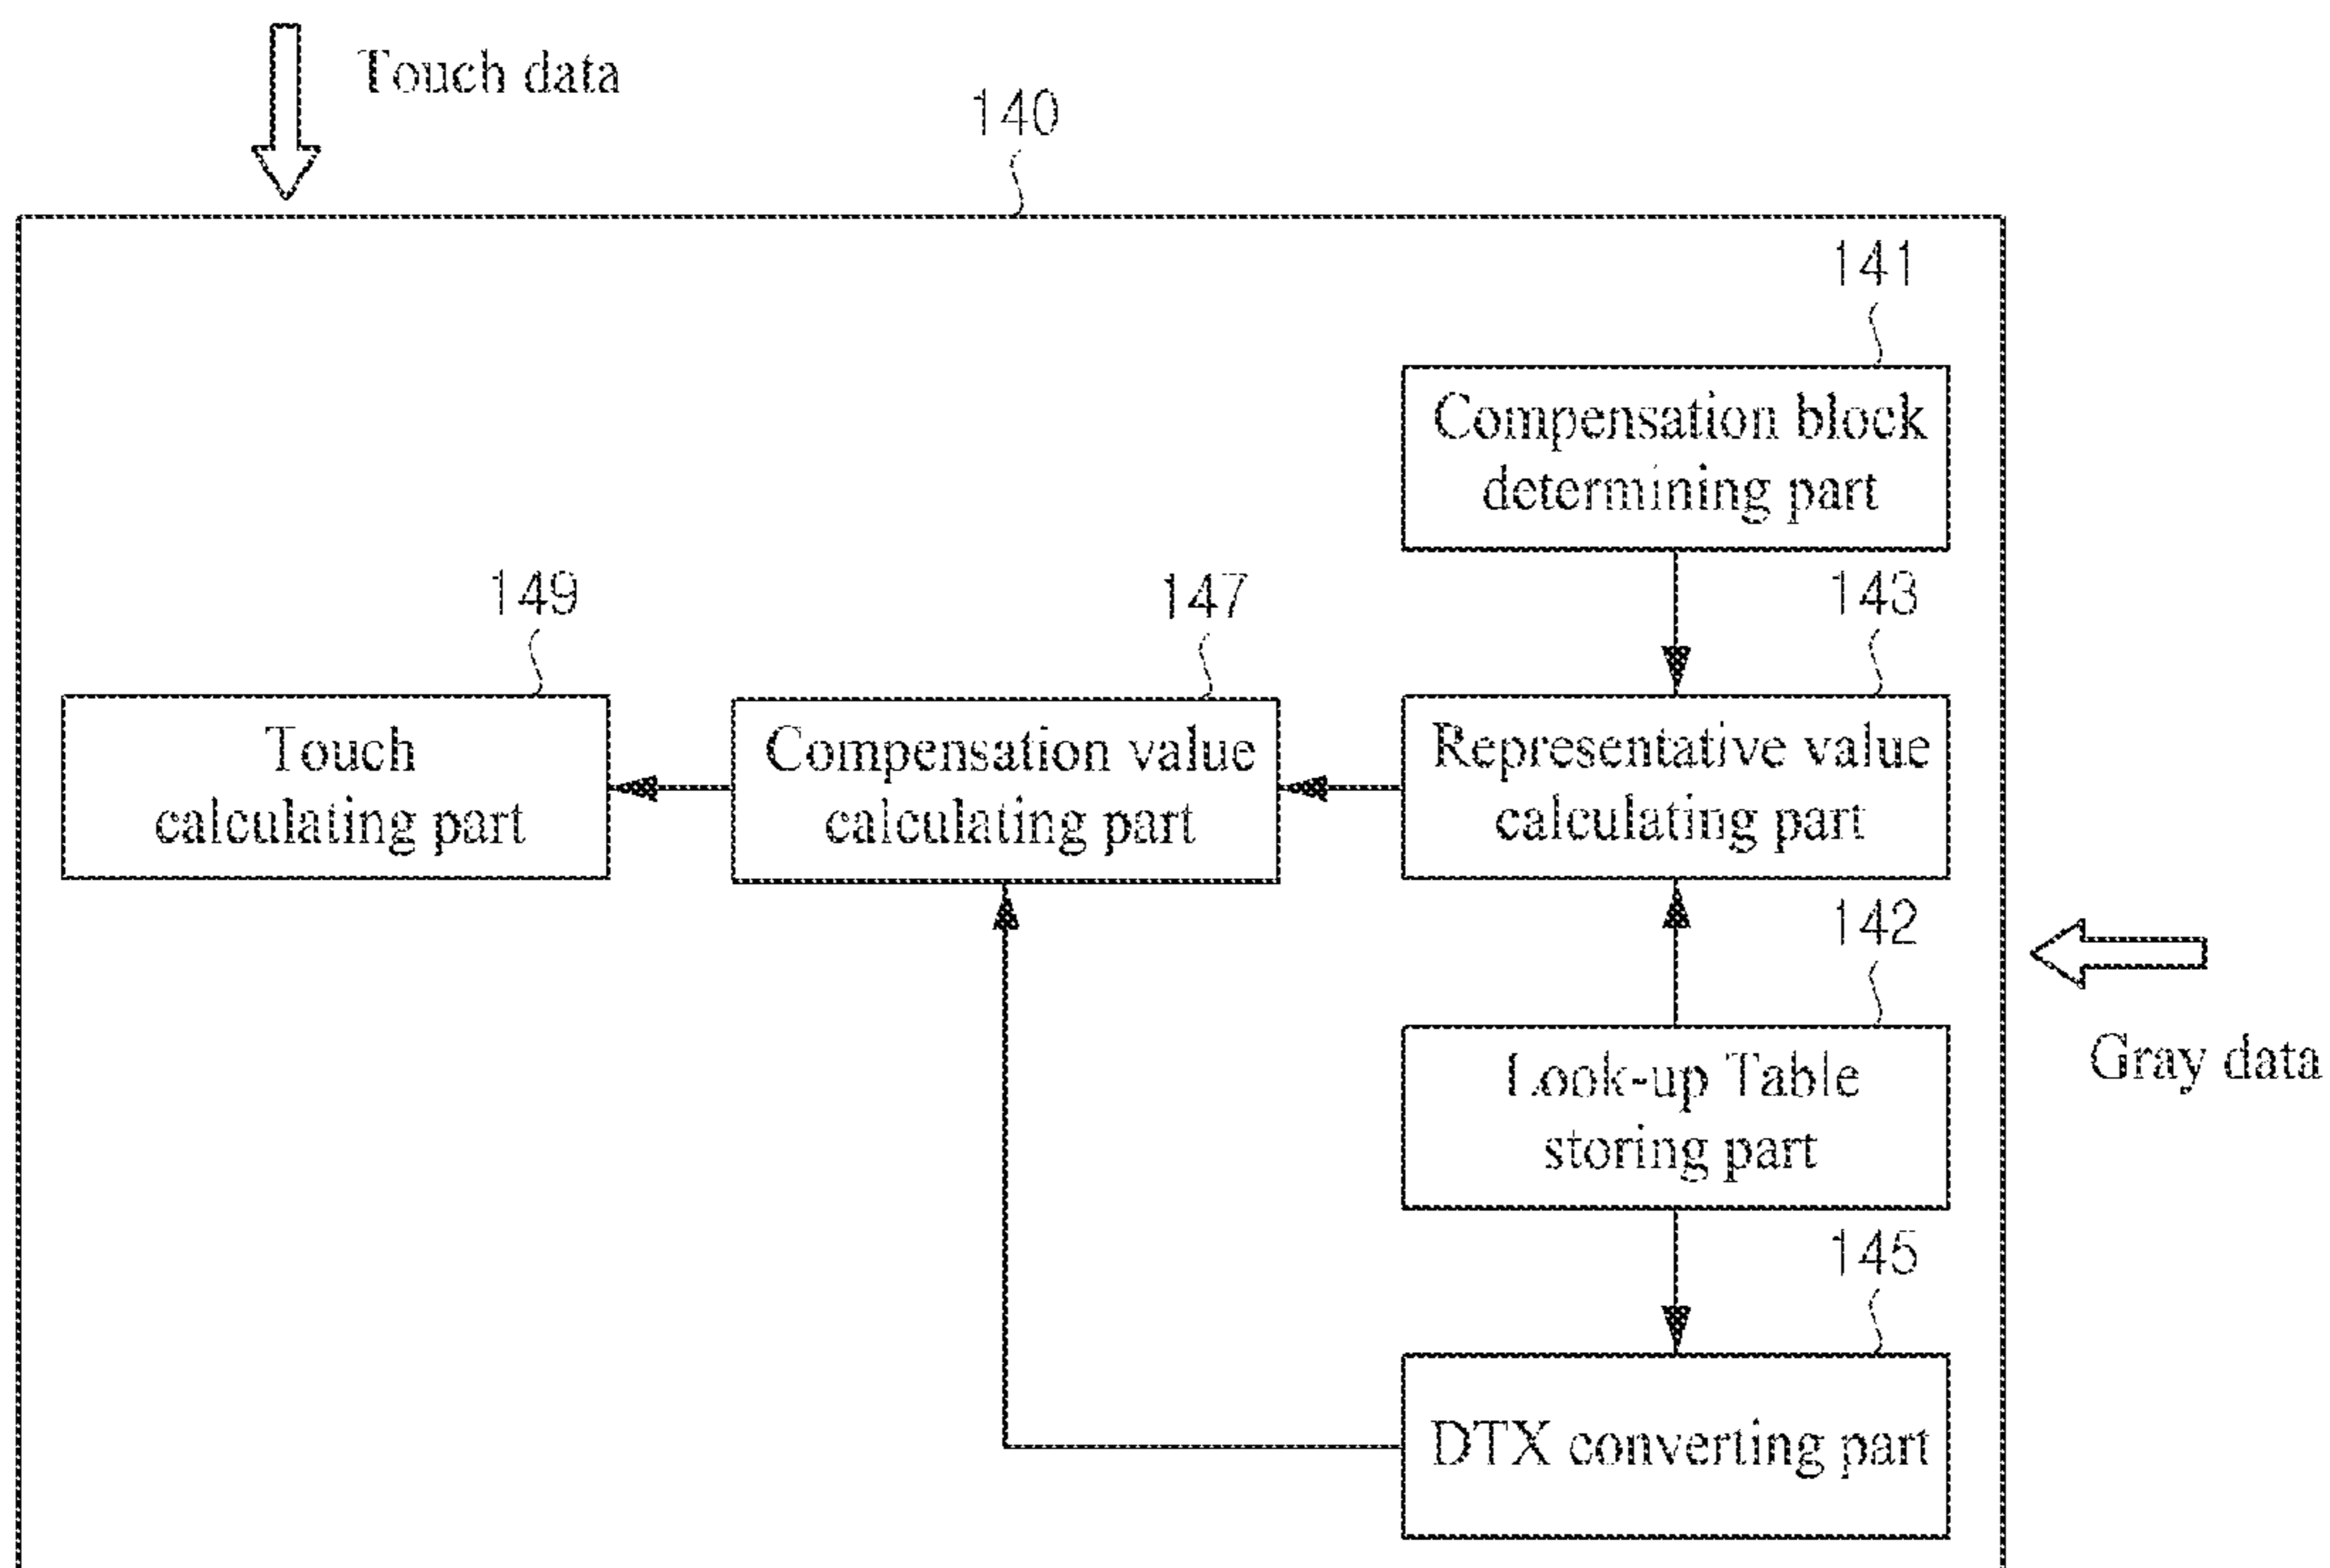 Touch data
140
141
Compensation block
determining part
149
147
143
Touch
calculating part
Compensation value
calculating part
Representative value
calculating part
142
Look-up Table
storing part
Gray data
145
DTX converting part